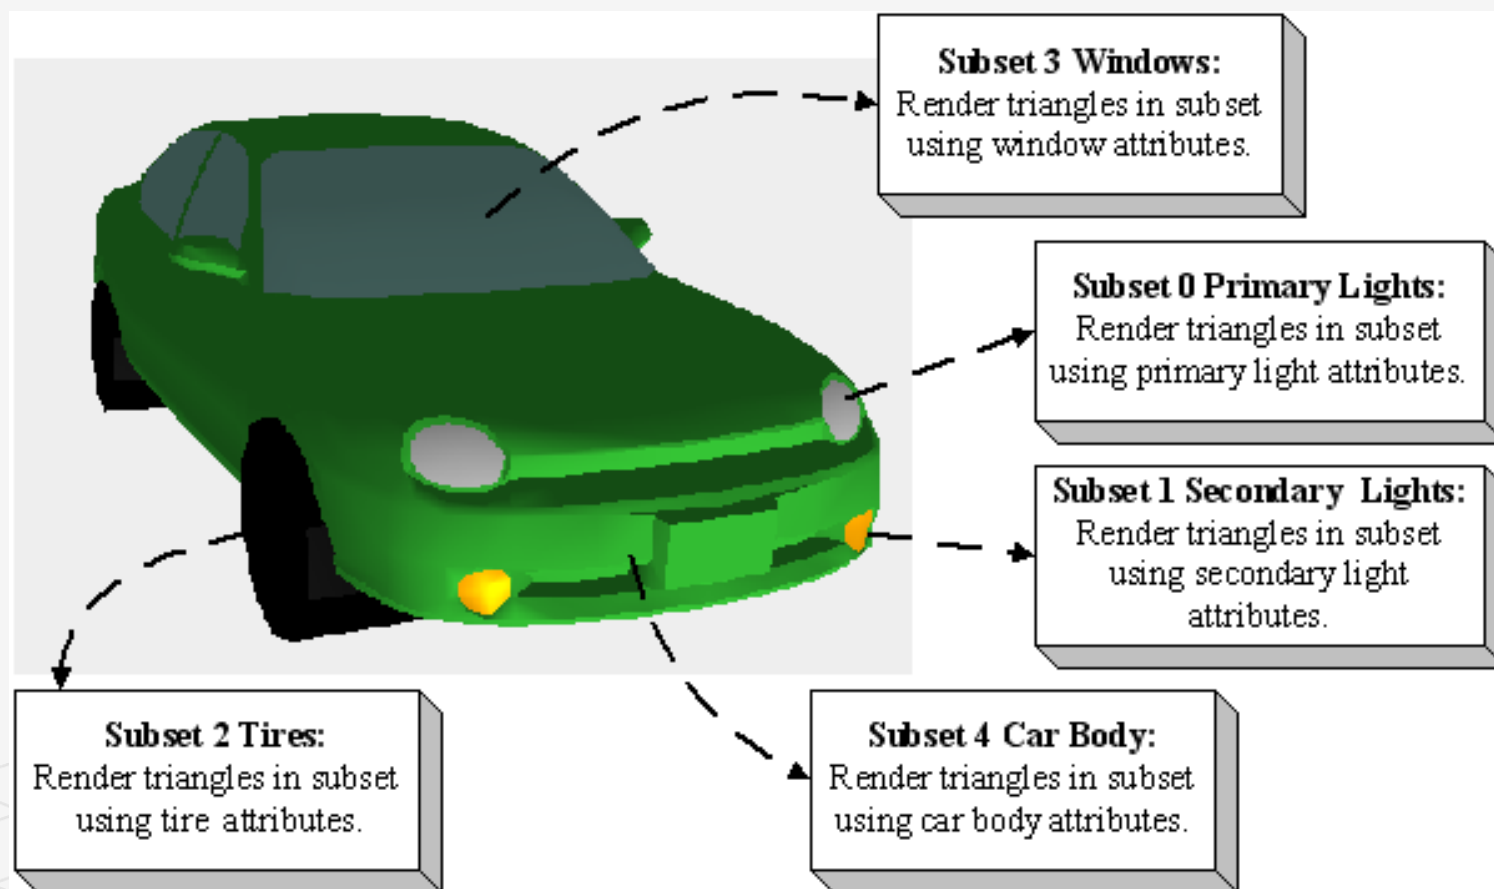 Subset 3 Windows:
Render triangles in subset
using window attributes.
Subset 0 Primary Lights:
Render triangles in subset
using primary light attributes.
Subset 1 Secondary Lights:
Render triangles in subset
using secondary light
attributes.
Subset 2 Tires:
Render triangles in subset
using tire attributes.
Subset 4 Car Body:
Render triangles in subset
using car body attributes.